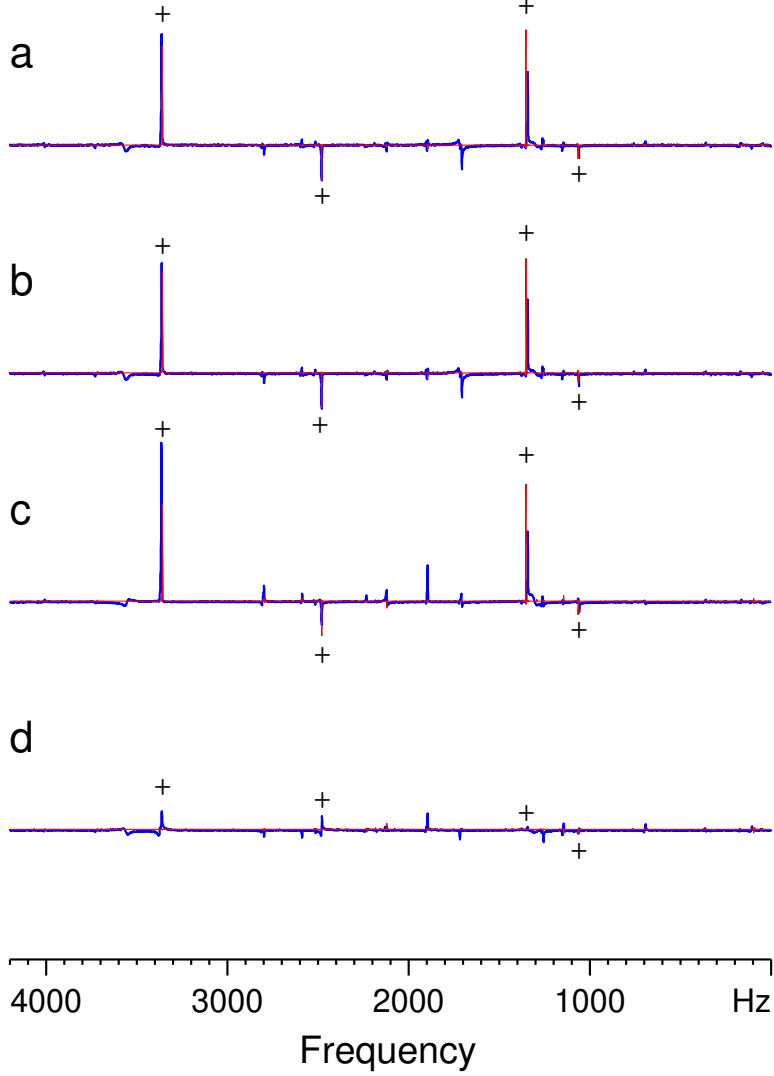 + +
a
+ +
+ +
b
+ +
+ +
c
+ +
d
+ + +
+
4000 3000 2000 1000 Hz
Frequency